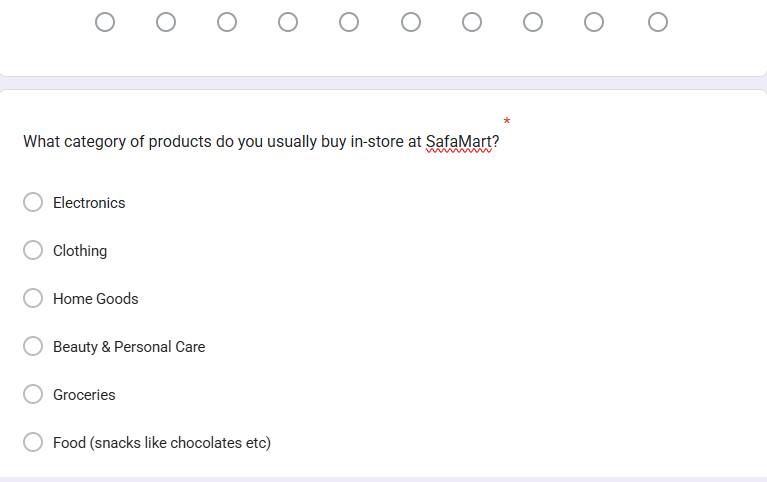 *
What category of products do you usually buy in-store at SafaMart?
Electronics
Clothing
Home Goods
Beauty & Personal Care
Groceries
Food (snacks like chocolates etc)